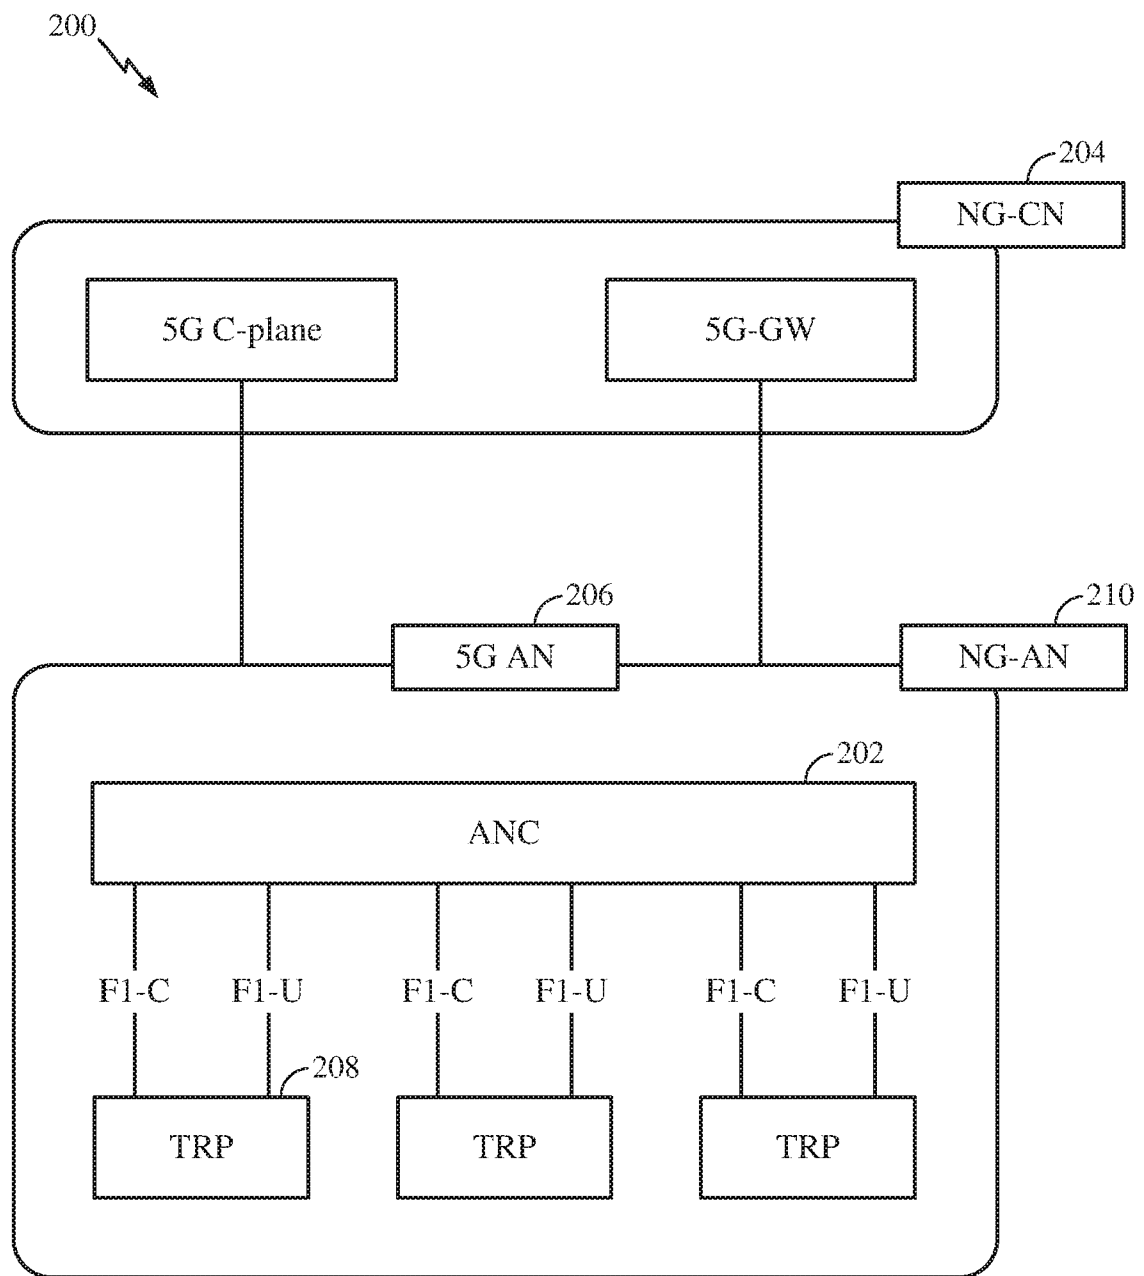 200
204
NG-CN
5G C-plane
5G-GW
206
210
5G AN
NG-AN
202
ANC
F1-C F1-U F1-C F1-U F1-C F1-U
208
TRP TRP TRP